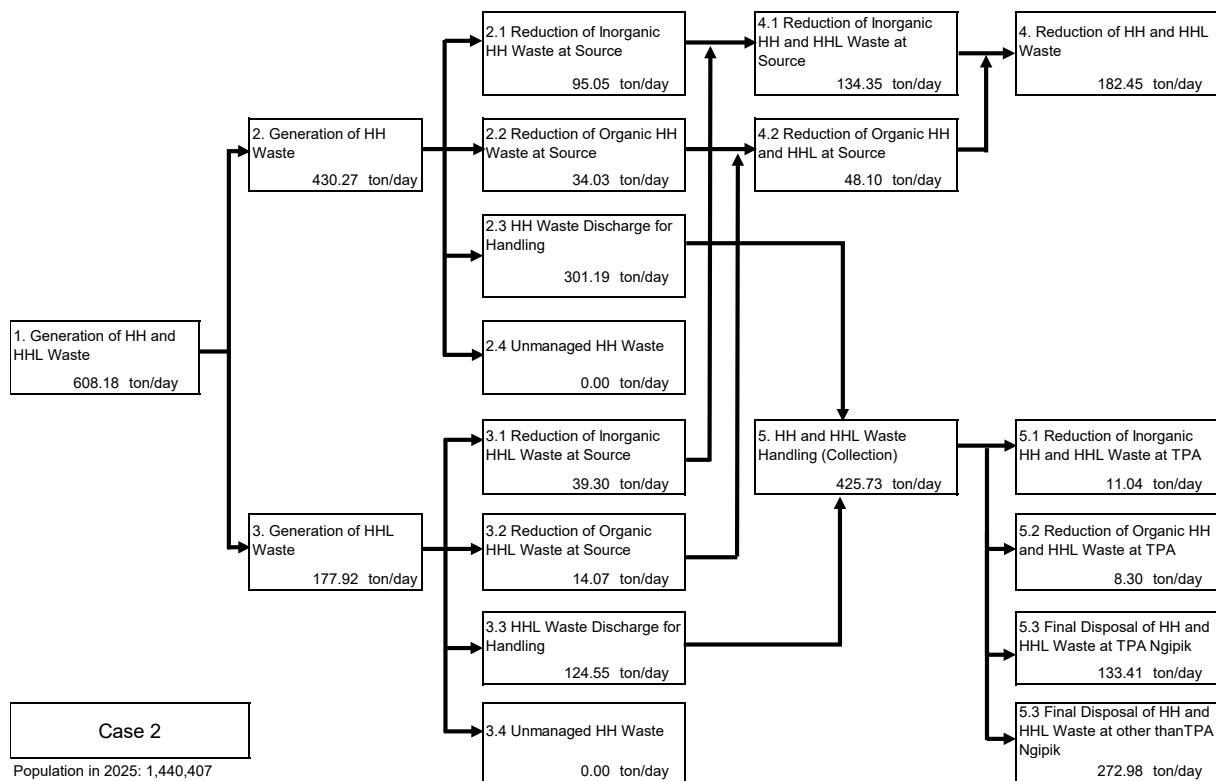 2.1 Reduction of Inorganic
HH Waste at Source
95.05 ton/day
4.1 Reduction of Inorganic
HH and HHL Waste at
Source
134.35 ton/day
4. Reduction of HH and HHL
Waste
182.45 ton/day
2. Generation of HH
Waste
430.27 ton/day
2.2 Reduction of Organic HH
Waste at Source
34.03 ton/day
4.2 Reduction of Organic HH
and HHL at Source
48.10 ton/day
2.3 HH Waste Discharge for
Handling
301.19 ton/day
1. Generation of HH and
HHL Waste
608.18 ton/day
2.4 Unmanaged HH Waste
0.00 ton/day
3.1 Reduction of Inorganic
HHL Waste at Source
39.30 ton/day
5. HH and HHL Waste
Handling (Collection)
425.73 ton/day
5.1 Reduction of Inorganic
HH and HHL Waste at TPA
11.04 ton/day
3. Generation of HHL
Waste
177.92 ton/day
3.2 Reduction of Organic
HHL Waste at Source
14.07 ton/day
5.2 Reduction of Organic HH
and HHL Waste at TPA
8.30 ton/day
3.3 HHL Waste Discharge for
Handling
124.55 ton/day
5.3 Final Disposal of HH and
HHL Waste at TPA Ngipik
133.41 ton/day
Case 2
Population in 2025: 1,440,407
3.4 Unmanaged HH Waste
0.00 ton/day
5.3 Final Disposal of HH and
HHL Waste at other thanTPA
Ngipik
272.98 ton/day